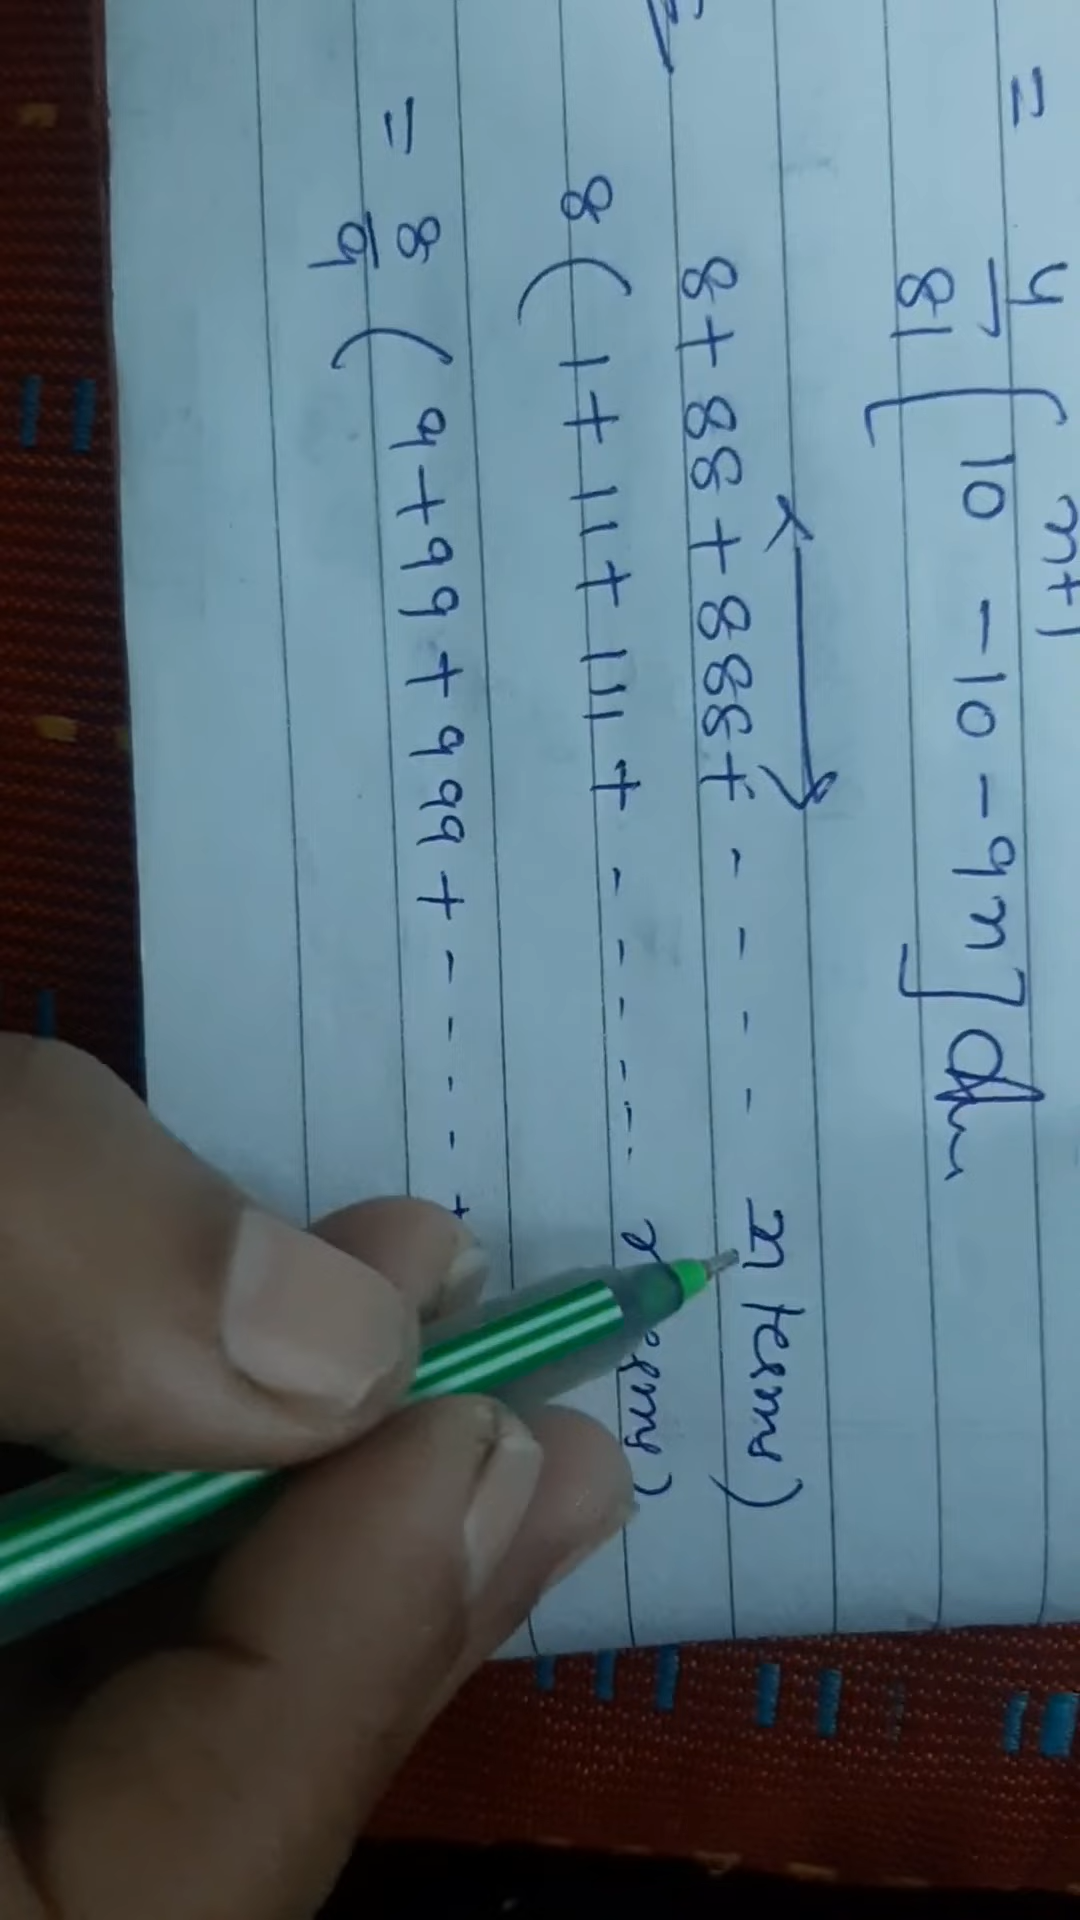 n+1
= 4/81 [10 - 10 - 9n] Ans
8 + 88 + 888 + - - - - n terms)
8 (1 + 11 + 111 + - - - - - 
= 8/9 (9 + 99 + 999 + - - - - +